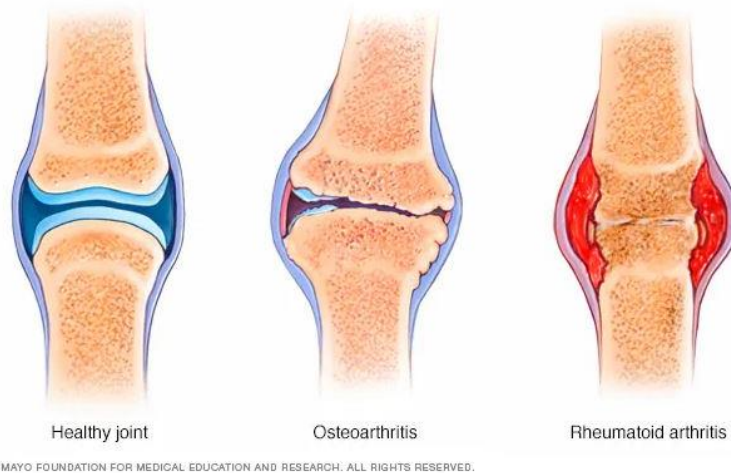 Healthy joint
Osteoarthritis
Rheumatoid arthritis
MAYO FOUNDATION FOR MEDICAL EDUCATION AND RESEARCH. ALL RIGHTS RESERVED.